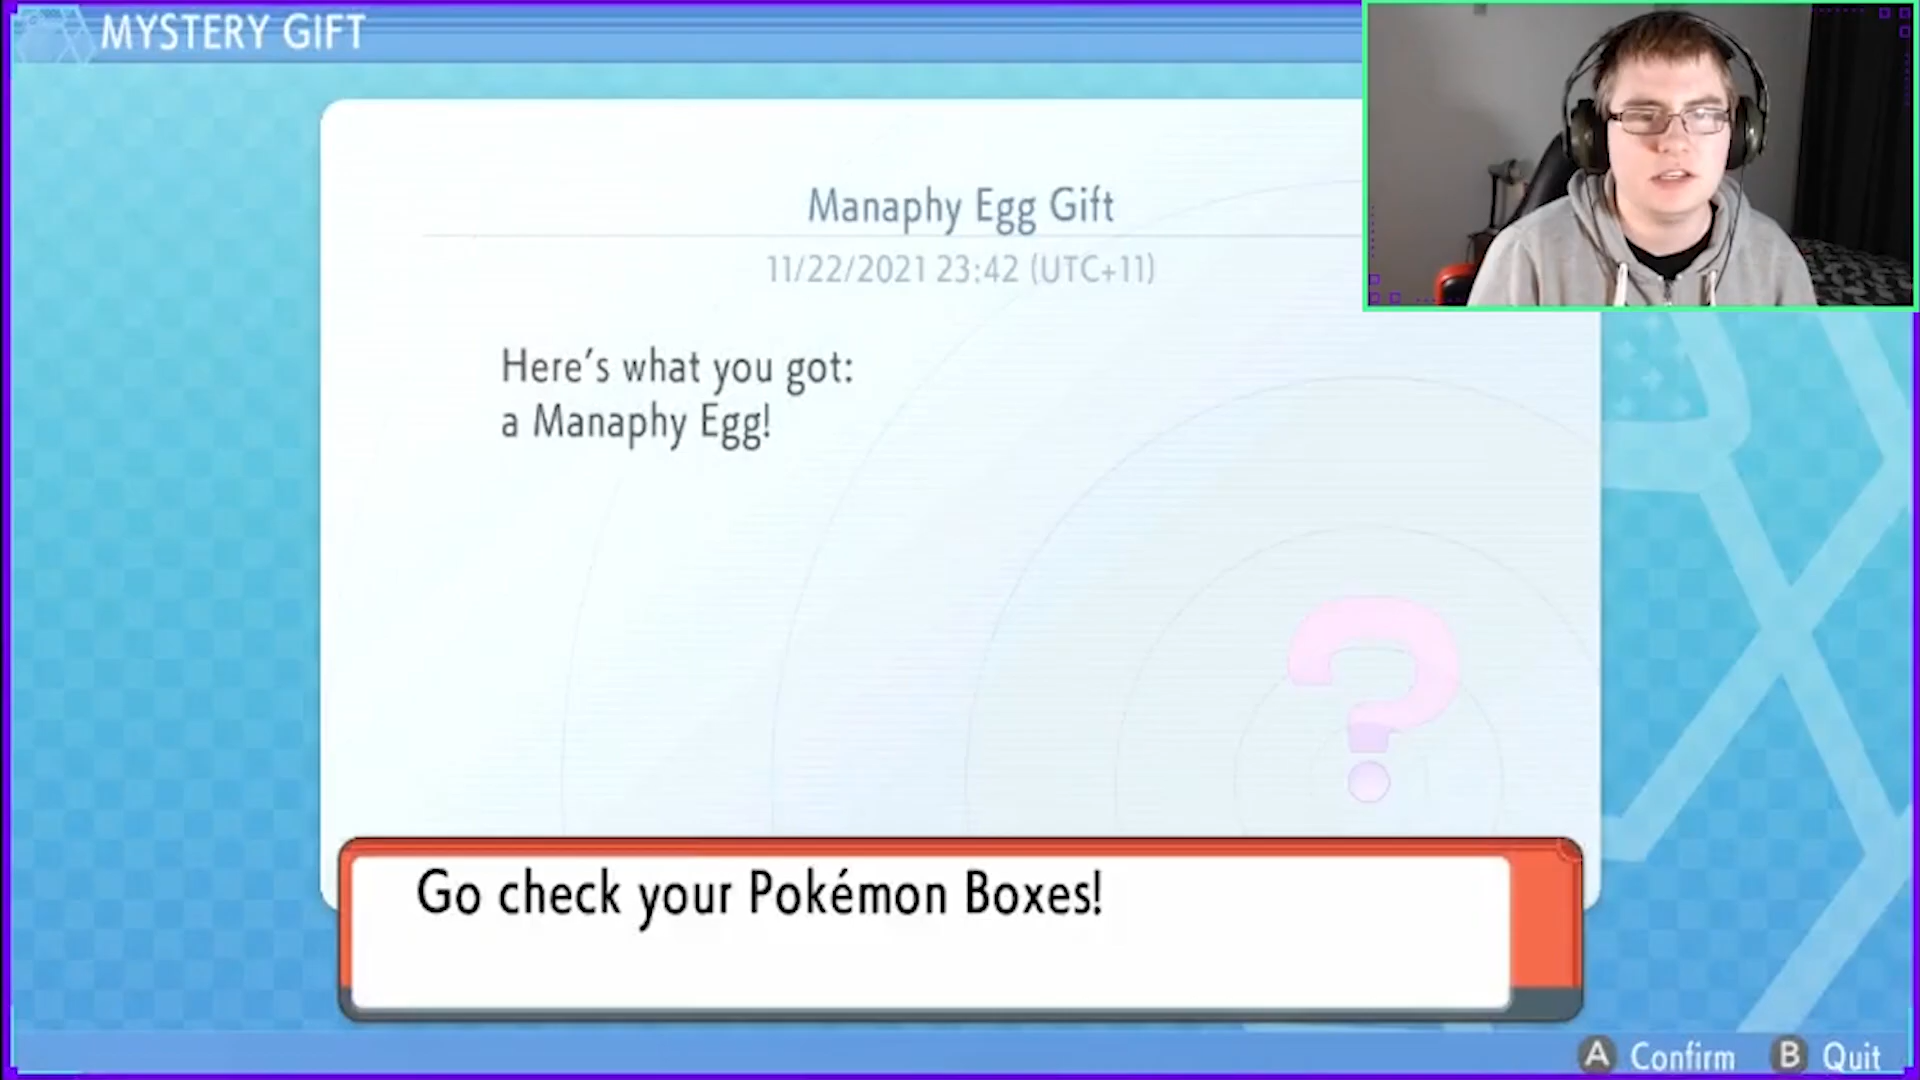 MYSTERY GIFT
Manaphy Egg Gift
11/22/2021 23:42 (UTC+11)
Here's what you got:
a Manaphy Egg!
Go check your Pokémon Boxes!
A Confirm B Quit